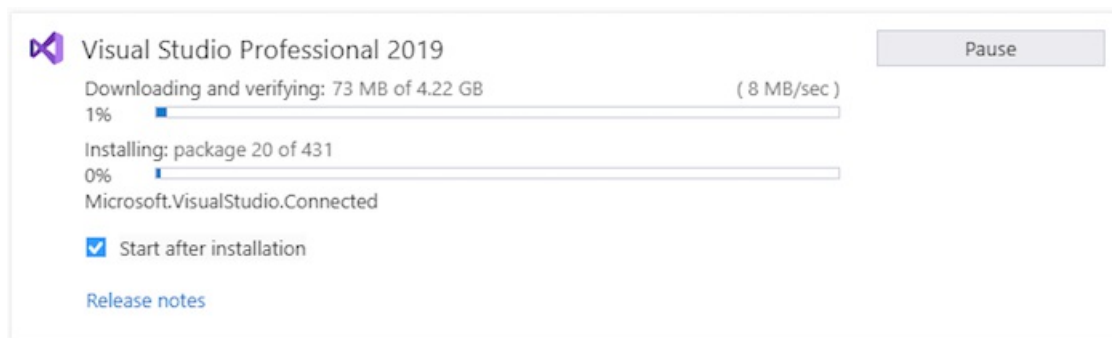 Visual Studio Professional 2019
Pause
Downloading and verifying: 73 MB of 4.22 GB
( 8 MB/sec )
1%
Installing: package 20 of 431
0%
Microsoft.VisualStudio.Connected
Start after installation
Release notes